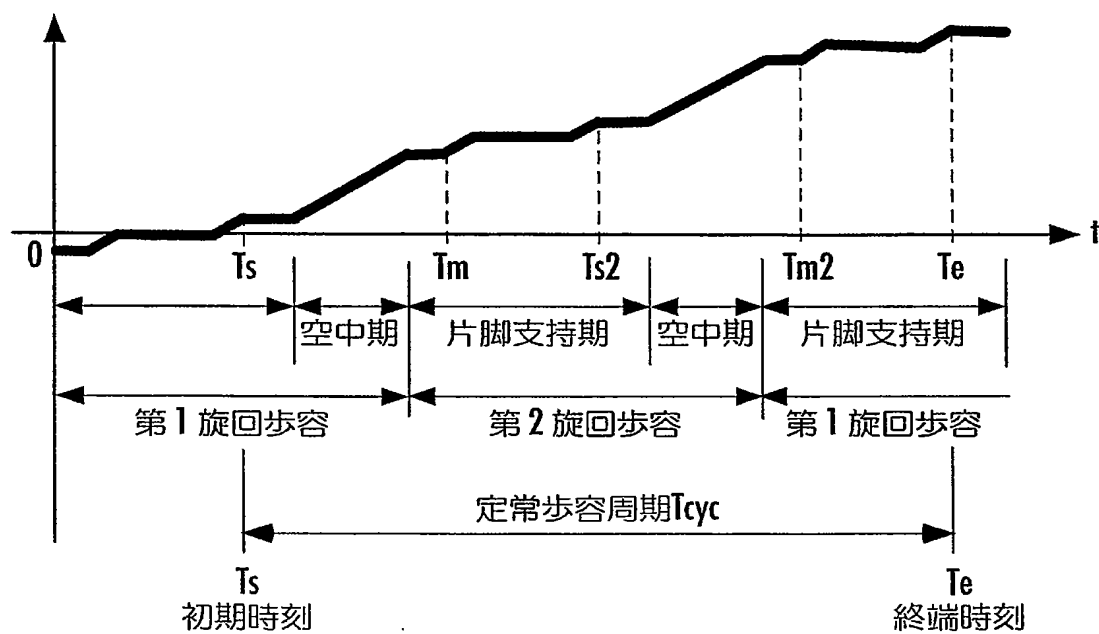 t
0
Ts Tm Ts2 Tm2 Te
空中期 片脚支持期 空中期 片脚支持期
第1旋回歩容 第2旋回歩容 第1旋回歩容
定常歩容周期Tcyc
Ts Te
初期時刻 終端時刻